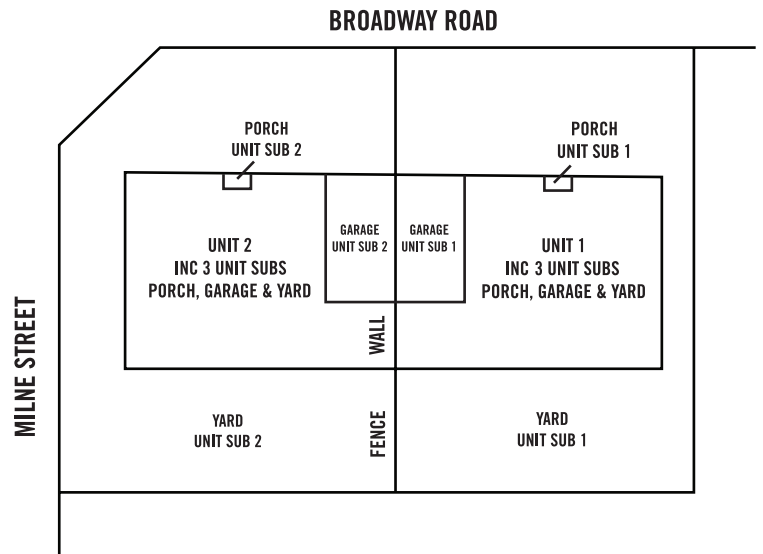 BROADWAY ROAD
PORCH
UNIT SUB 2
PORCH
UNIT SUB 1
GARAGE
UNIT SUB 2
GARAGE
UNIT SUB 1
UNIT 2
INC 3 UNIT SUBS
PORCH, GARAGE & YARD
UNIT 1
INC 3 UNIT SUBS
PORCH, GARAGE & YARD
WALL
MILNE STREET
FENCE
YARD
UNIT SUB 2
YARD
UNIT SUB 1